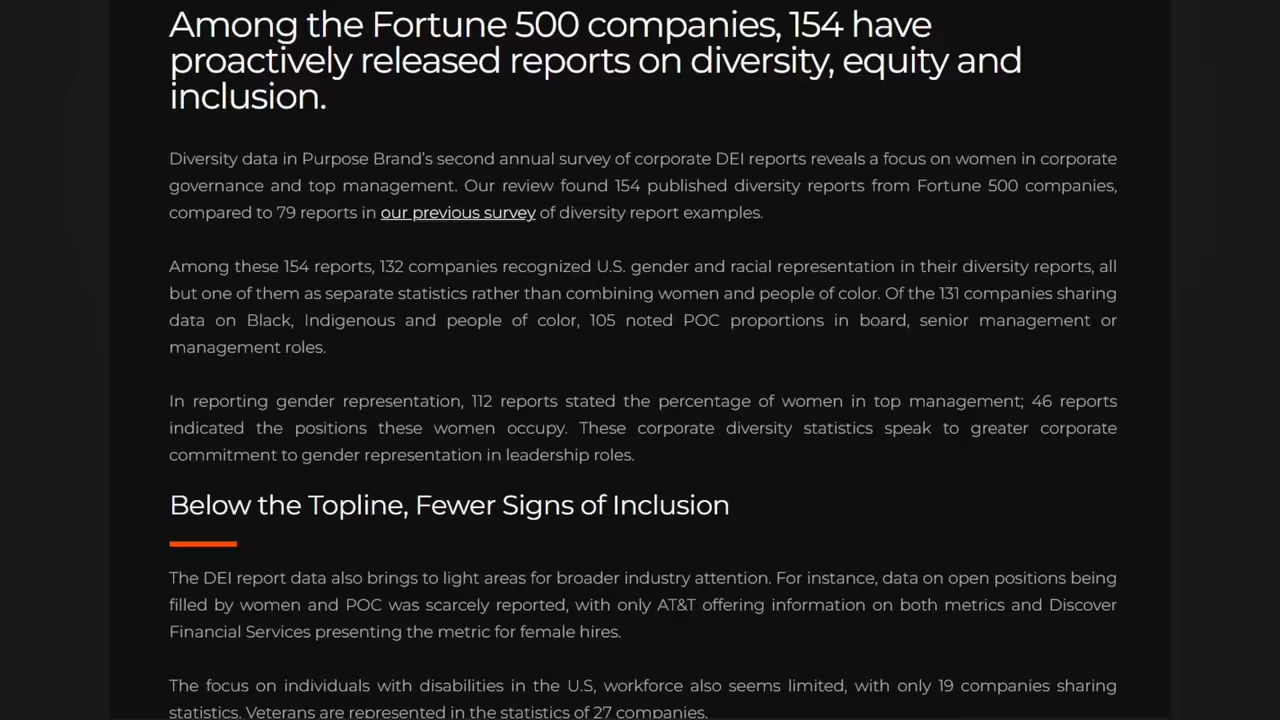 Among the Fortune 500 companies, 154 have
proactively released reports on diversity, equity and
inclusion.
Diversity data in Purpose Brand’s second annual survey of corporate DEI reports reveals a focus on women in corporate
governance and top management. Our review found 154 published diversity reports from Fortune 500 companies,
compared to 79 reports in our previous survey of diversity report examples.
Among these 154 reports, 132 companies recognized U.S. gender and racial representation in their diversity reports, all
but one of them as separate statistics rather than combining women and people of color. Of the 131 companies sharing
data on Black, Indigenous and people of color, 105 noted POC proportions in board, senior management or
management roles.
In reporting gender representation, 112 reports stated the percentage of women in top management; 46 reports
indicated the positions these women occupy. These corporate diversity statistics speak to greater corporate
commitment to gender representation in leadership roles.
Below the Topline, Fewer Signs of Inclusion
The DEI report data also brings to light areas for broader industry attention. For instance, data on open positions being
filled by women and POC was scarcely reported, with only AT&T offering information on both metrics and Discover
Financial Services presenting the metric for female hires.
The focus on individuals with disabilities in the U.S, workforce also seems limited, with only 19 companies sharing
statistics. Veterans are represented in the statistics of 27 companies.